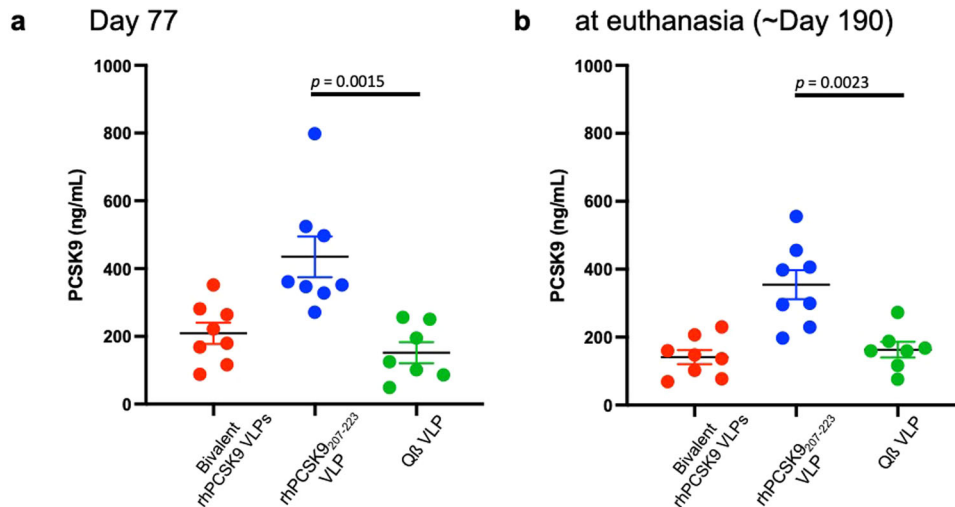 a Day 77
PCSK9 (ng/mL)
1000
800
600
400
200
0
p = 0.0015
Bivalent
rhPCSK9 VLPs
rhPCSK9207-223
VLP
Qß VLP
b at euthanasia (~Day 190)
PCSK9 (ng/mL)
1000
800
600
400
200
0
p = 0.0023
Bivalent
rhPCSK9 VLPs
rhPCSK9207-223
VLP
Qß VLP